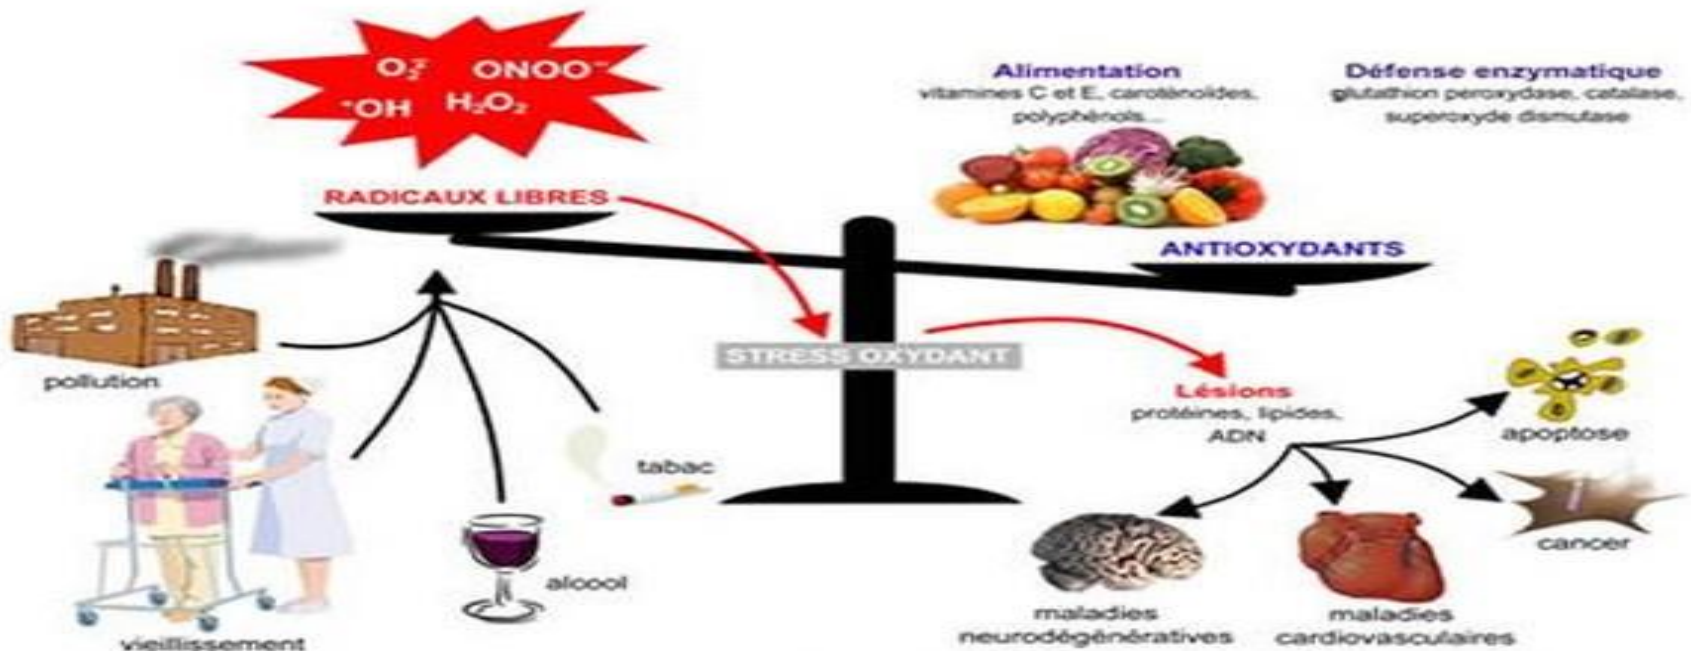 O₂⁻ ONOO⁻
•OH H₂O₂
RADICAUX LIBRES
Alimentation
vitamines C et E, caroténoïdes,
polyphénols...
Défense enzymatique
glutathion peroxydase, catalase,
superoxyde dismutase
ANTIOXYDANTS
pollution
STRESS OXYDANT
Lésions
protéines, lipides,
ADN
apoptose
tabac
cancer
alcool
maladies
neurodégénératives
maladies
cardiovasculaires
vieillissement